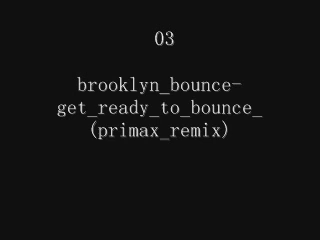 03
brooklyn_bounce-
get_ready_to_bounce_
(primax_remix)